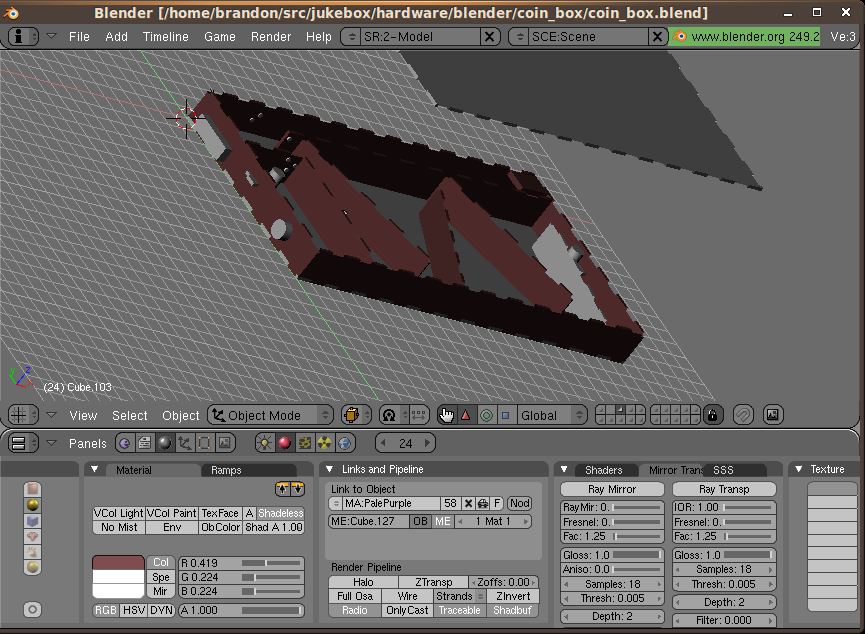 Blender [/home/brandon/src/jukebox/hardware/blender/coin_box/coin_box.blend]
File Add Timeline Game Render Help SR:2-Model SCE:Scene www.blender.org 249.2 Ve:3
(24) Cube.103
View Select Object Object Mode Global
Panels 24
Material Ramps Links and Pipeline Shaders Mirror Tran SSS Texture
Link to Object
MA:PalePurple 58 F Nod
ME:Cube.127 OB ME 1 Mat 1
VCol Light VCol Paint TexFace A Shadeless
No Mist Env ObColor Shad A 1.00
Col R 0.419
Spe G 0.224
Mir B 0.224
RGB HSV DYN A 1.000
Render Pipeline
Halo ZTransp Zoffs: 0.00
Full Osa Wire Strands ZInvert
Radio OnlyCast Traceable Shadbuf
Ray Mirror Ray Transp
RayMir: 0. IOR: 1.00
Fresnel: 0. Fresnel: 0.
Fac: 1.25 Fac: 1.25
Gloss: 1.0 Gloss: 1.0
Aniso: 0.0 Samples: 18
Samples: 18 Thresh: 0.005
Thresh: 0.005 Depth: 2
Depth: 2 Filter: 0.000